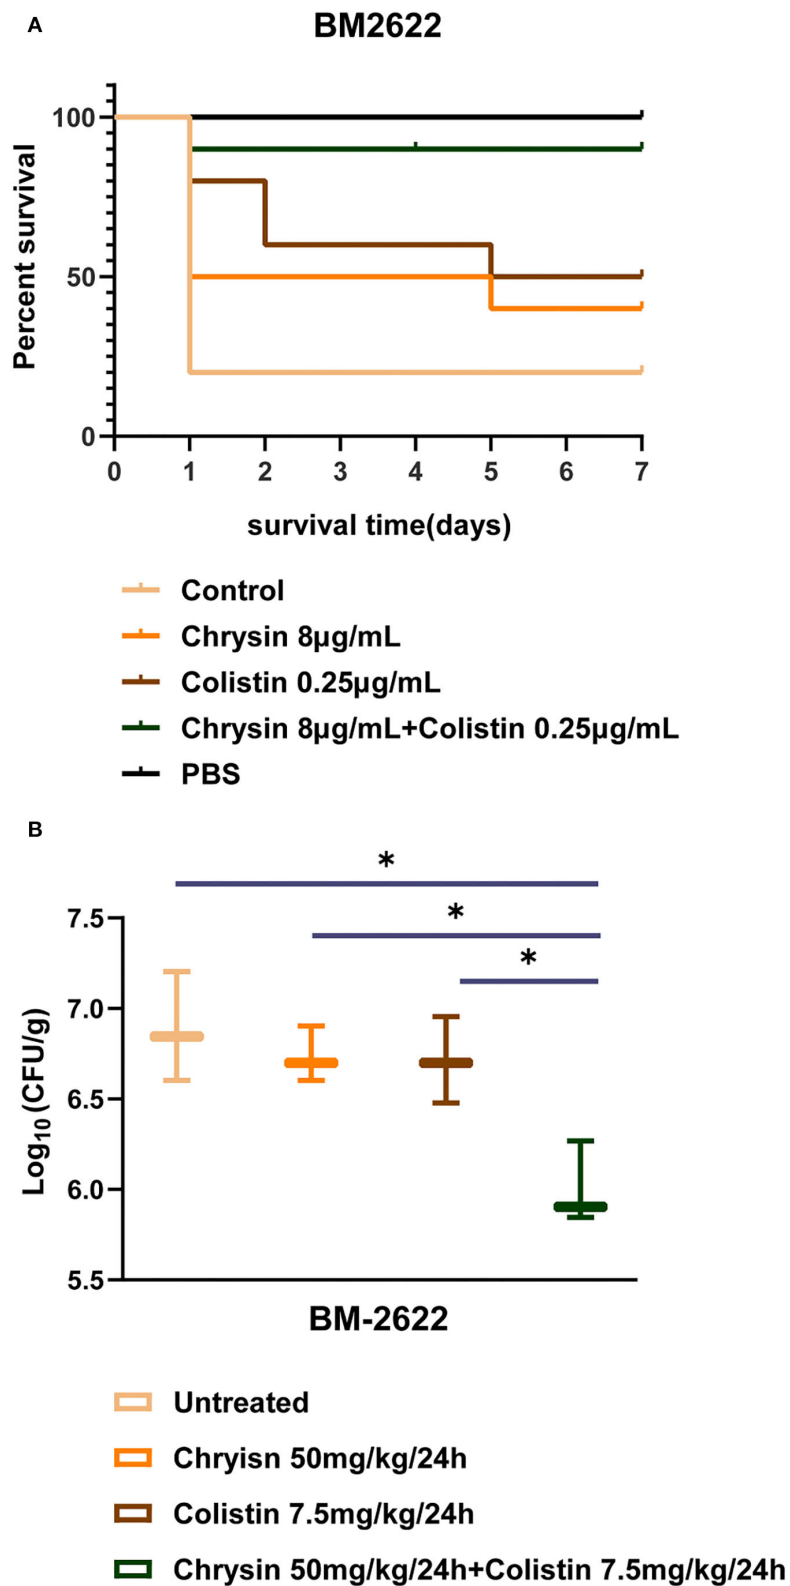 A
BM2622
Percent survival
100
50
0
0 1 2 3 4 5 6 7
survival time(days)
Control
Chrysin 8µg/mL
Colistin 0.25µg/mL
Chrysin 8µg/mL+Colistin 0.25µg/mL
PBS
B
*
*
*
Log10(CFU/g)
7.5
7.0
6.5
6.0
5.5
BM-2622
Untreated
Chryisn 50mg/kg/24h
Colistin 7.5mg/kg/24h
Chrysin 50mg/kg/24h+Colistin 7.5mg/kg/24h